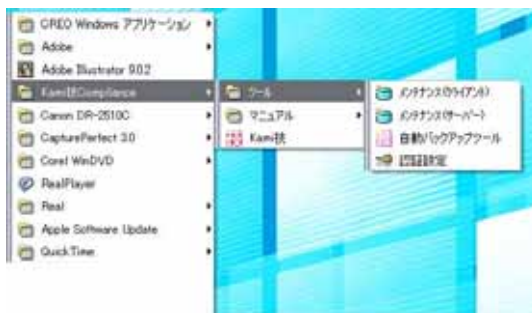 CREO Windows アプリケーション
Adobe
Adobe Illustrator 9.0.2
Kami技Compliance
Canon DR-2510C
CapturePerfect 3.0
Corel WinDVD
RealPlayer
Real
Apple Software Update
QuickTime
ツール
マニュアル
Kami技
メンテナンス(クライアント)
メンテナンス(サーバー)
自動バックアップツール
認証設定